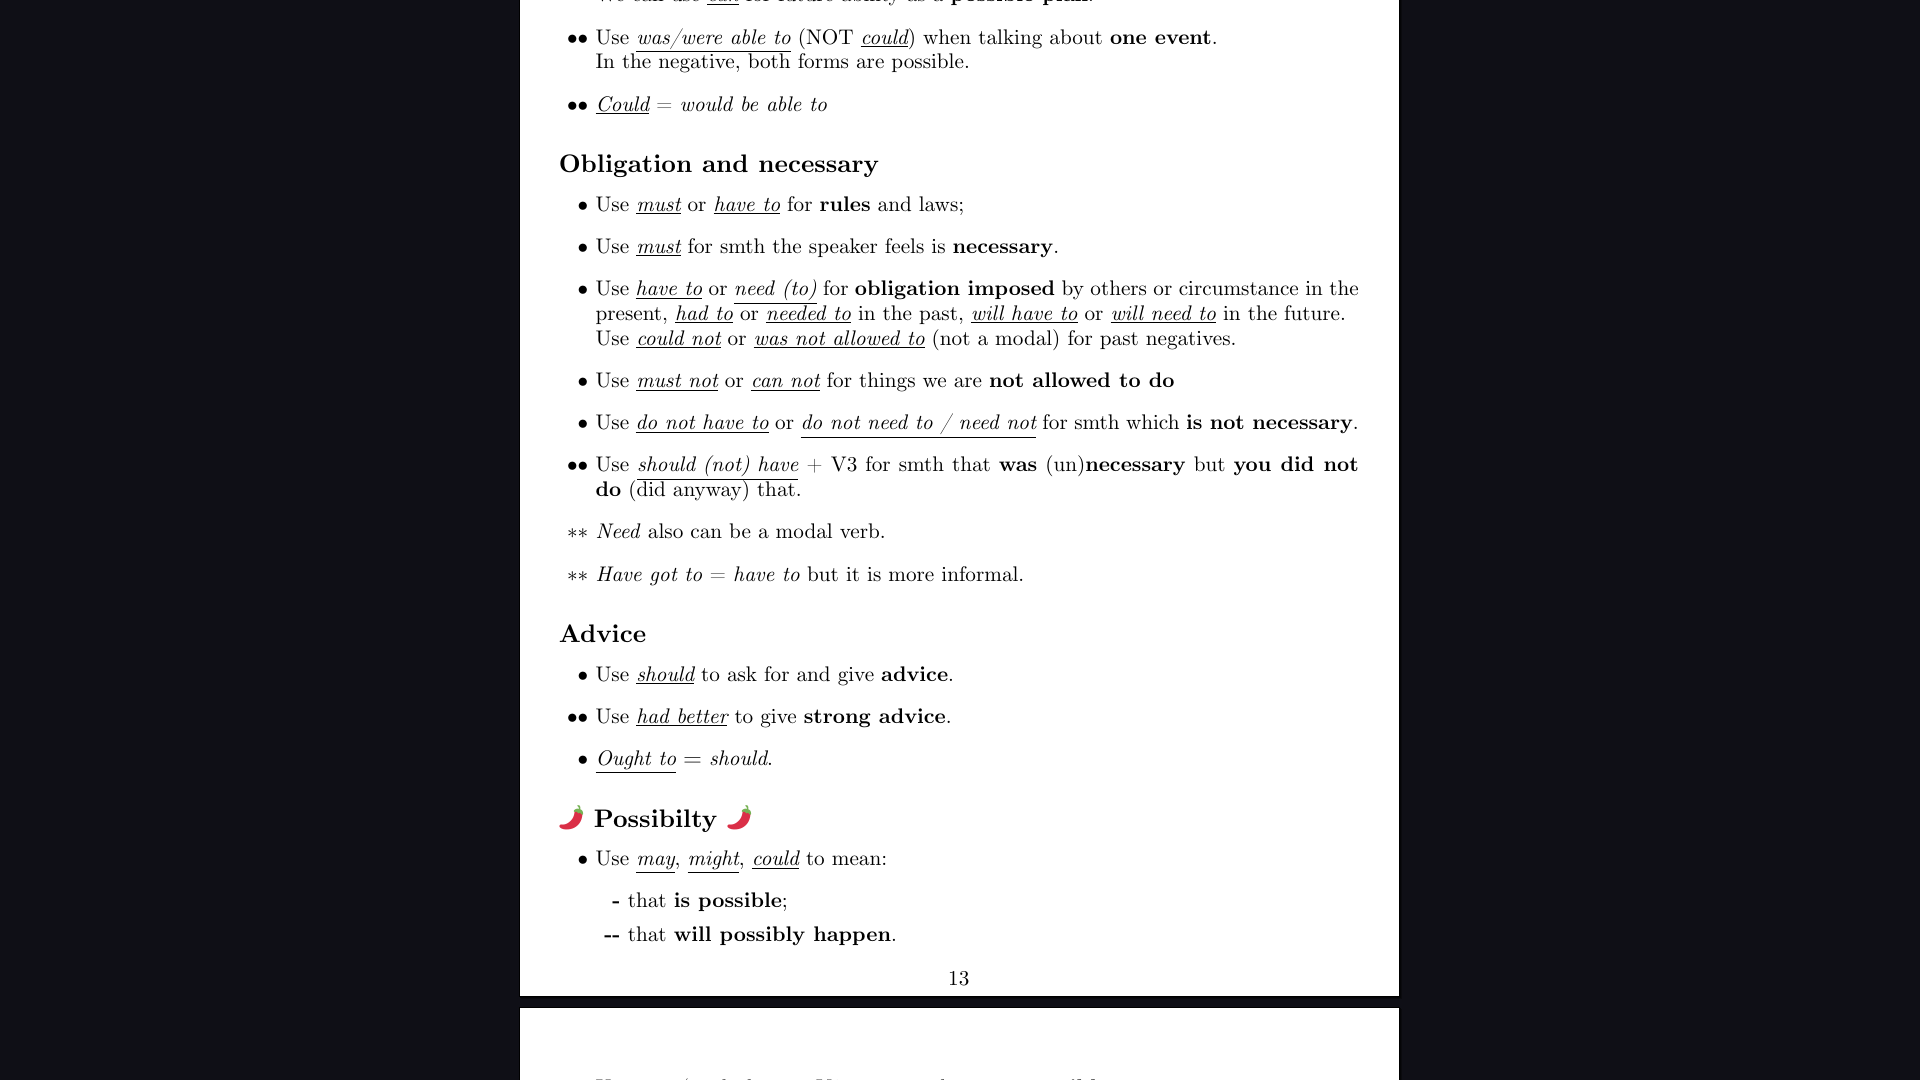 •• Use was/were able to (NOT could) when talking about one event.
In the negative, both forms are possible.
•• Could = would be able to
Obligation and necessary
• Use must or have to for rules and laws;
• Use must for smth the speaker feels is necessary.
• Use have to or need (to) for obligation imposed by others or circumstance in the
present, had to or needed to in the past, will have to or will need to in the future.
Use could not or was not allowed to (not a modal) for past negatives.
• Use must not or can not for things we are not allowed to do
• Use do not have to or do not need to / need not for smth which is not necessary.
•• Use should (not) have + V3 for smth that was (un)necessary but you did not
do (did anyway) that.
** Need also can be a modal verb.
** Have got to = have to but it is more informal.
Advice
• Use should to ask for and give advice.
•• Use had better to give strong advice.
• Ought to = should.
🌶️ Possibilty 🌶️
• Use may, might, could to mean:
- that is possible;
-- that will possibly happen.
13